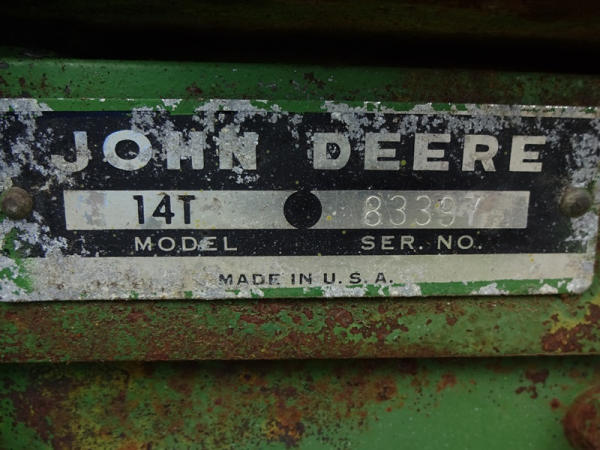 JOHN DEERE
14T 83397
MODEL SER. NO.
MADE IN U.S.A.